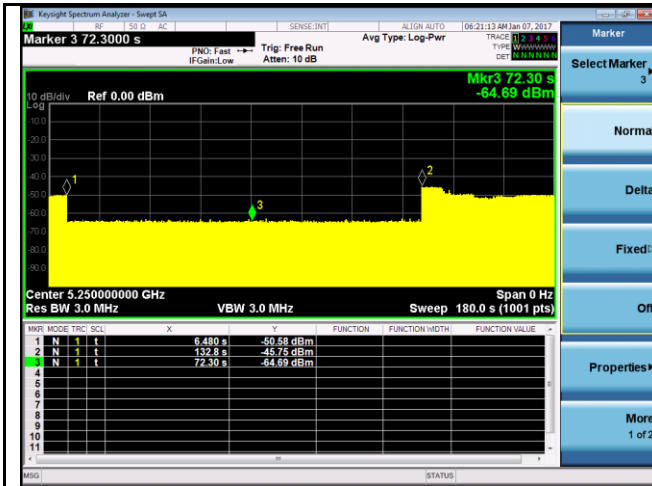 Keysight Spectrum Analyzer - Swept SA
RF 50 Ω AC SENSE:INT ALIGN AUTO 06:21:13 AM Jan 07, 2017
Marker 3 72.3000 s
PNO: Fast
IFGain:Low
Trig: Free Run
Atten: 10 dB
Avg Type: Log-Pwr
TRACE 1 2 3 4 5 6
TYPE WWWWWW
DET N N N N N N
Mkr3 72.30 s
-64.69 dBm
10 dB/div Ref 0.00 dBm
Log
-10.0
-20.0
-30.0
-40.0
-50.0
-60.0
-70.0
-80.0
-90.0
1
2
3
Center 5.250000000 GHz Span 0 Hz
Res BW 3.0 MHz VBW 3.0 MHz Sweep 180.0 s (1001 pts)
MKR MODE TRC SCL X Y FUNCTION FUNCTION WIDTH FUNCTION VALUE
1 N 1 t 6.480 s -50.58 dBm
2 N 1 t 132.8 s -45.75 dBm
3 N 1 t 72.30 s -64.69 dBm
4
5
6
7
8
9
10
11
MSG STATUS
Marker
Select Marker
3
Norma
Delta
Fixed
Off
Properties
More
1 of 2